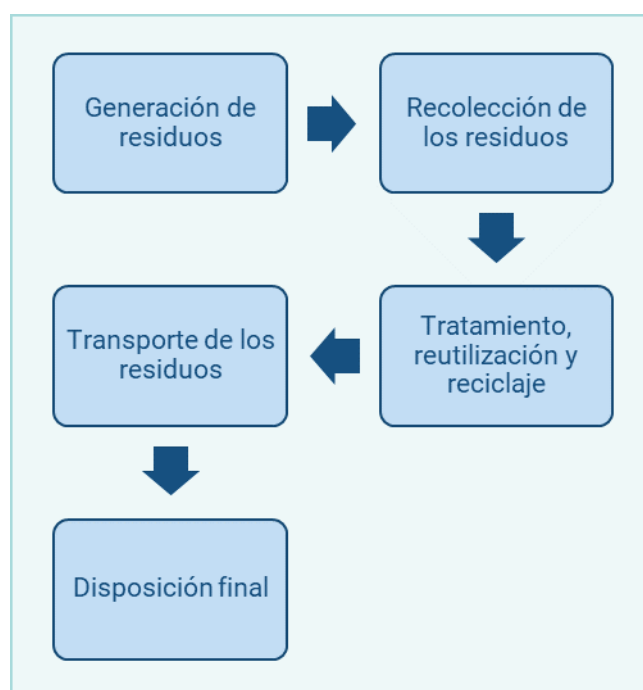 Generación de
residuos
Recolección de
los residuos
Tratamiento,
reutilización y
reciclaje
Transporte de los
residuos
Disposición final